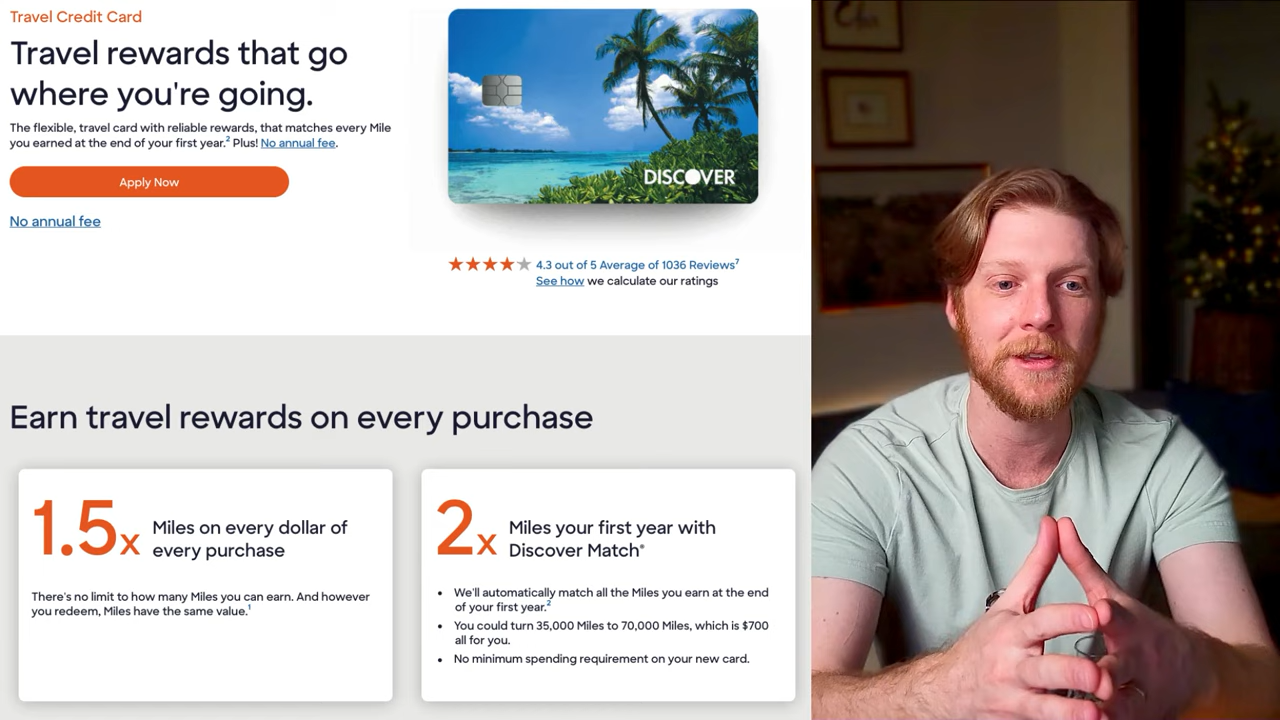 Travel Credit Card
Travel rewards that go
where you're going.
The flexible, travel card with reliable rewards, that matches every Mile
you earned at the end of your first year.2 Plus! No annual fee.
Apply Now
No annual fee
DISCOVER
4.3 out of 5 Average of 1036 Reviews7
See how we calculate our ratings
Earn travel rewards on every purchase
1.5x Miles on every dollar of
every purchase
There's no limit to how many Miles you can earn. And however
you redeem, Miles have the same value.1
2x Miles your first year with
Discover Match®
• We'll automatically match all the Miles you earn at the end
of your first year.2
• You could turn 35,000 Miles to 70,000 Miles, which is $700
all for you.
• No minimum spending requirement on your new card.